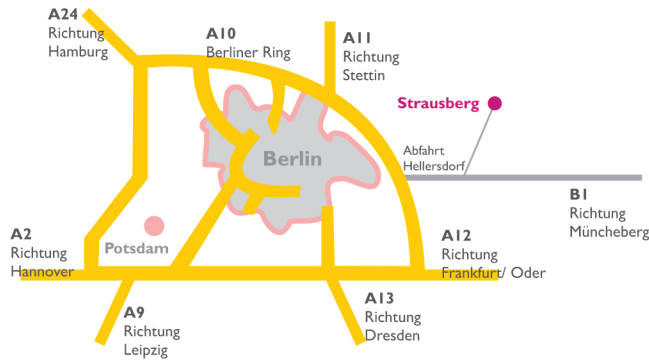 A24
Richtung
Hamburg
A10
Berliner Ring
A11
Richtung
Stettin
Strausberg
Abfahrt
Hellersdorf
Berlin
B1
Richtung
Müncheberg
A2
Richtung
Hannover
Potsdam
A12
Richtung
Frankfurt/ Oder
A9
Richtung
Leipzig
A13
Richtung
Dresden